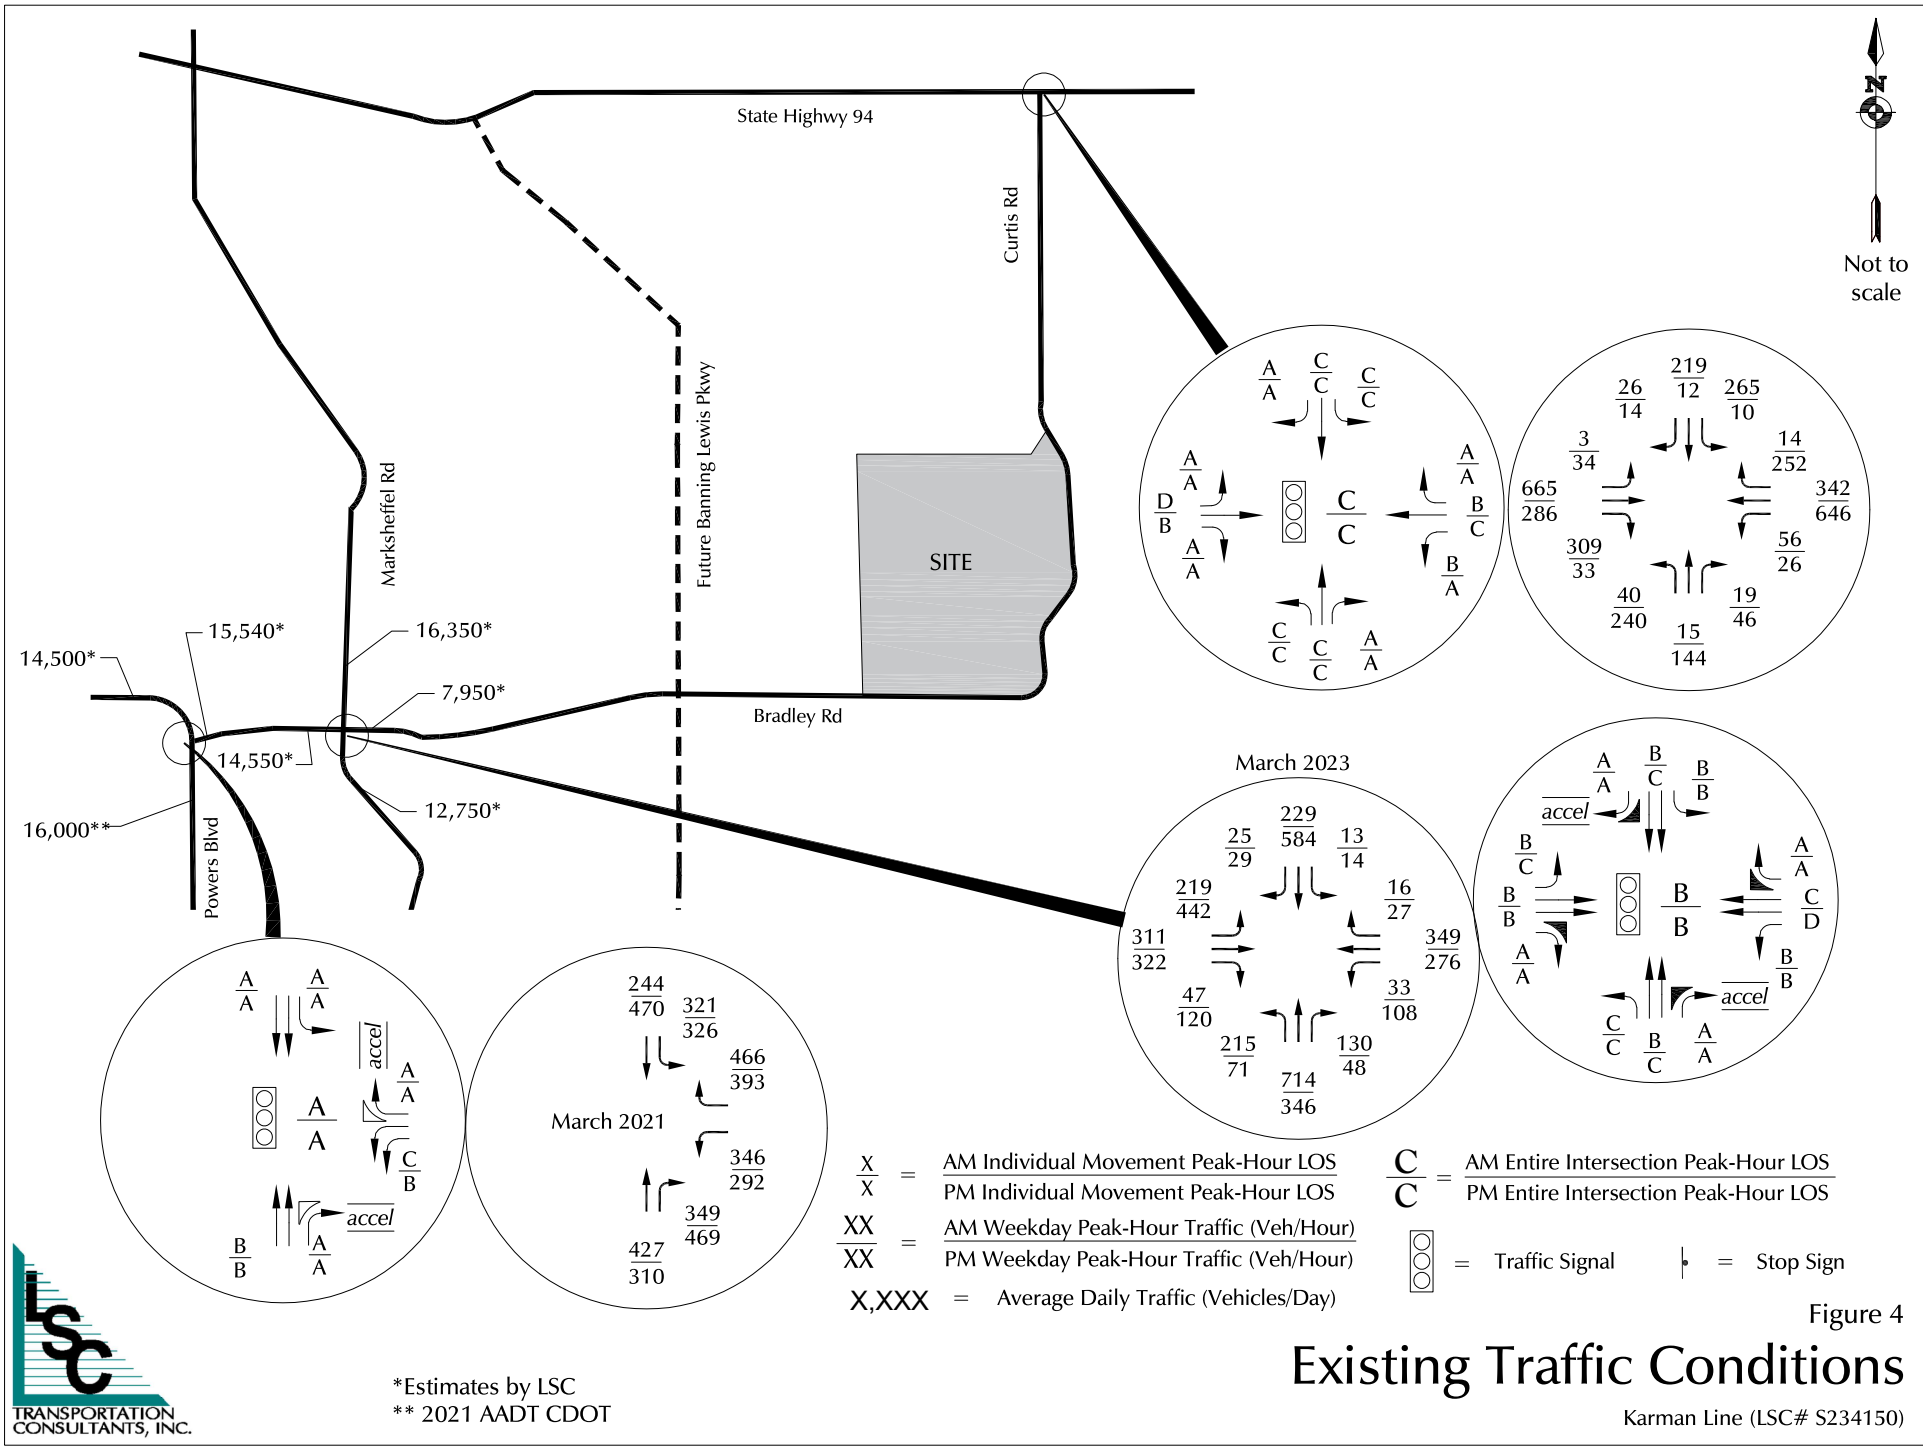 N
Not to
scale
State Highway 94
Curtis Rd
Marksheffel Rd
Future Banning Lewis Pkwy
SITE
Bradley Rd
Powers Blvd
15,540*
14,500*
16,350*
7,950*
14,550*
12,750*
16,000**
A
A
C
C
C
C
A
A
D
B
A
A
C
C
A
A
B
C
B
A
C
C
C
C
A
A
219
12
26
14
265
10
3
34
14
252
665
286
342
646
309
33
56
26
40
240
19
46
15
144
March 2023
229
584
25
29
13
14
219
442
16
27
311
322
349
276
47
120
33
108
215
71
130
48
714
346
A
A
B
C
B
B
accel
B
C
A
A
B
B
B
B
C
D
A
A
B
B
accel
C
C
B
C
A
A
A
A
A
A
accel
A
A
A
A
C
B
accel
B
B
A
A
244
470
321
326
466
393
March 2021
346
292
349
469
427
310
X
X
=
AM Individual Movement Peak-Hour LOS
PM Individual Movement Peak-Hour LOS
C
C
=
AM Entire Intersection Peak-Hour LOS
PM Entire Intersection Peak-Hour LOS
XX
XX
=
AM Weekday Peak-Hour Traffic (Veh/Hour)
PM Weekday Peak-Hour Traffic (Veh/Hour)
= Traffic Signal
= Stop Sign
X,XXX = Average Daily Traffic (Vehicles/Day)
Figure 4
Existing Traffic Conditions
Karman Line (LSC# S234150)
LSC
TRANSPORTATION
CONSULTANTS, INC.
*Estimates by LSC
** 2021 AADT CDOT